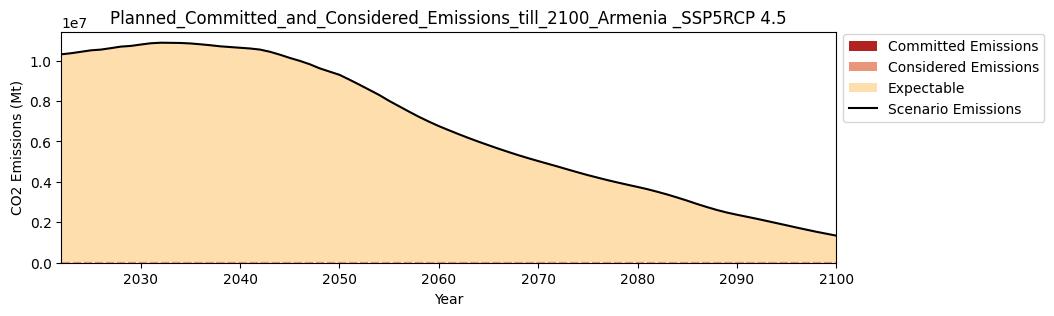 Planned_Committed_and_Considered_Emissions_till_2100_Armenia _SSP5RCP 4.5
1e7
Committed Emissions
Considered Emissions
Expectable
Scenario Emissions
CO2 Emissions (Mt)
1.0
0.8
0.6
0.4
0.2
0.0
2030 2040 2050 2060 2070 2080 2090 2100
Year